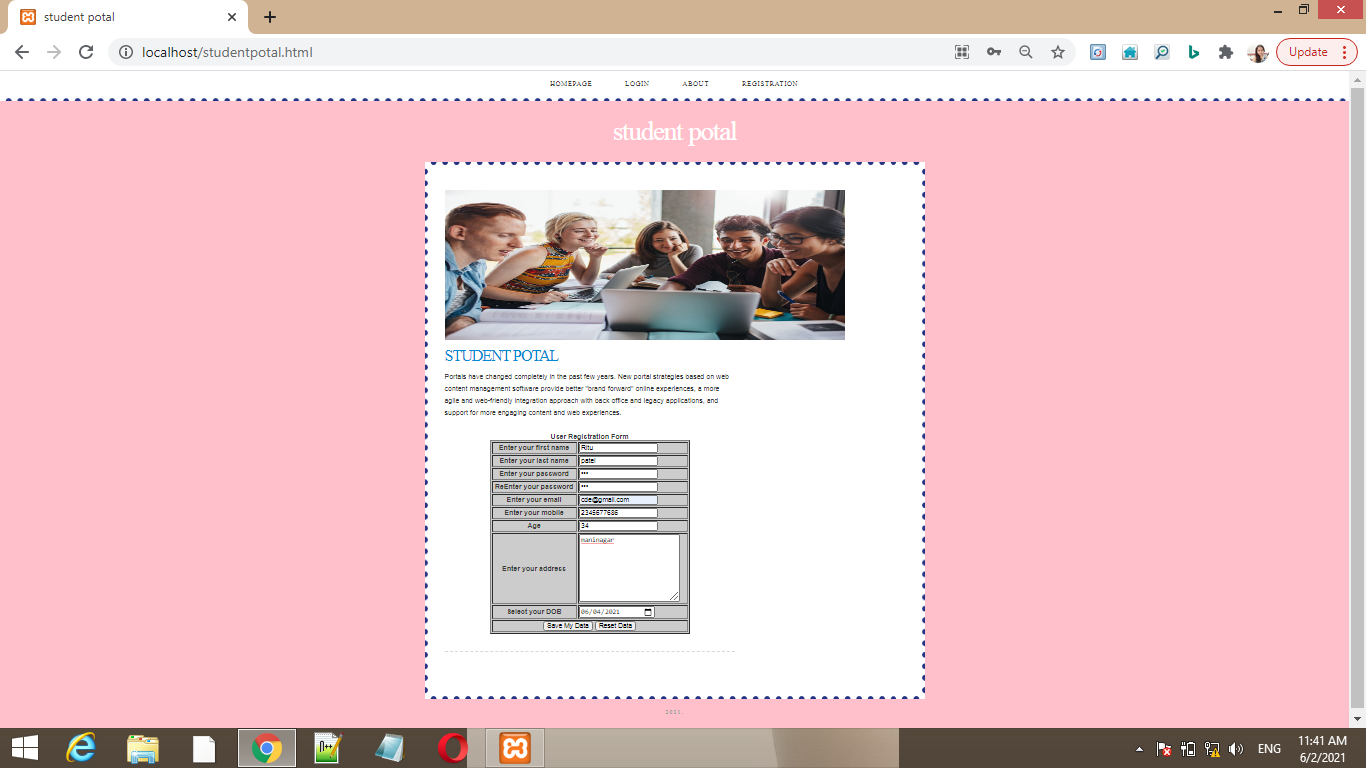 student potal
localhost/studentpotal.html
Update
HOMEPAGE LOGIN ABOUT REGISTRATION
student potal
STUDENT POTAL
Portals have changed completely in the past few years. New portal strategies based on web
content management software provide better "brand forward" online experiences, a more
agile and web-friendly integration approach with back office and legacy applications, and
support for more engaging content and web experiences.
User Registration Form
Enter your first name Ritu
Enter your last name patel
Enter your password •••
ReEnter your password •••
Enter your email cde@gmail.com
Enter your mobile
Age 34
Enter your address maninagar
Select your DOB 06/04/2021
Save My Data Reset Data
2021.
ENG
11:41 AM
6/2/2021